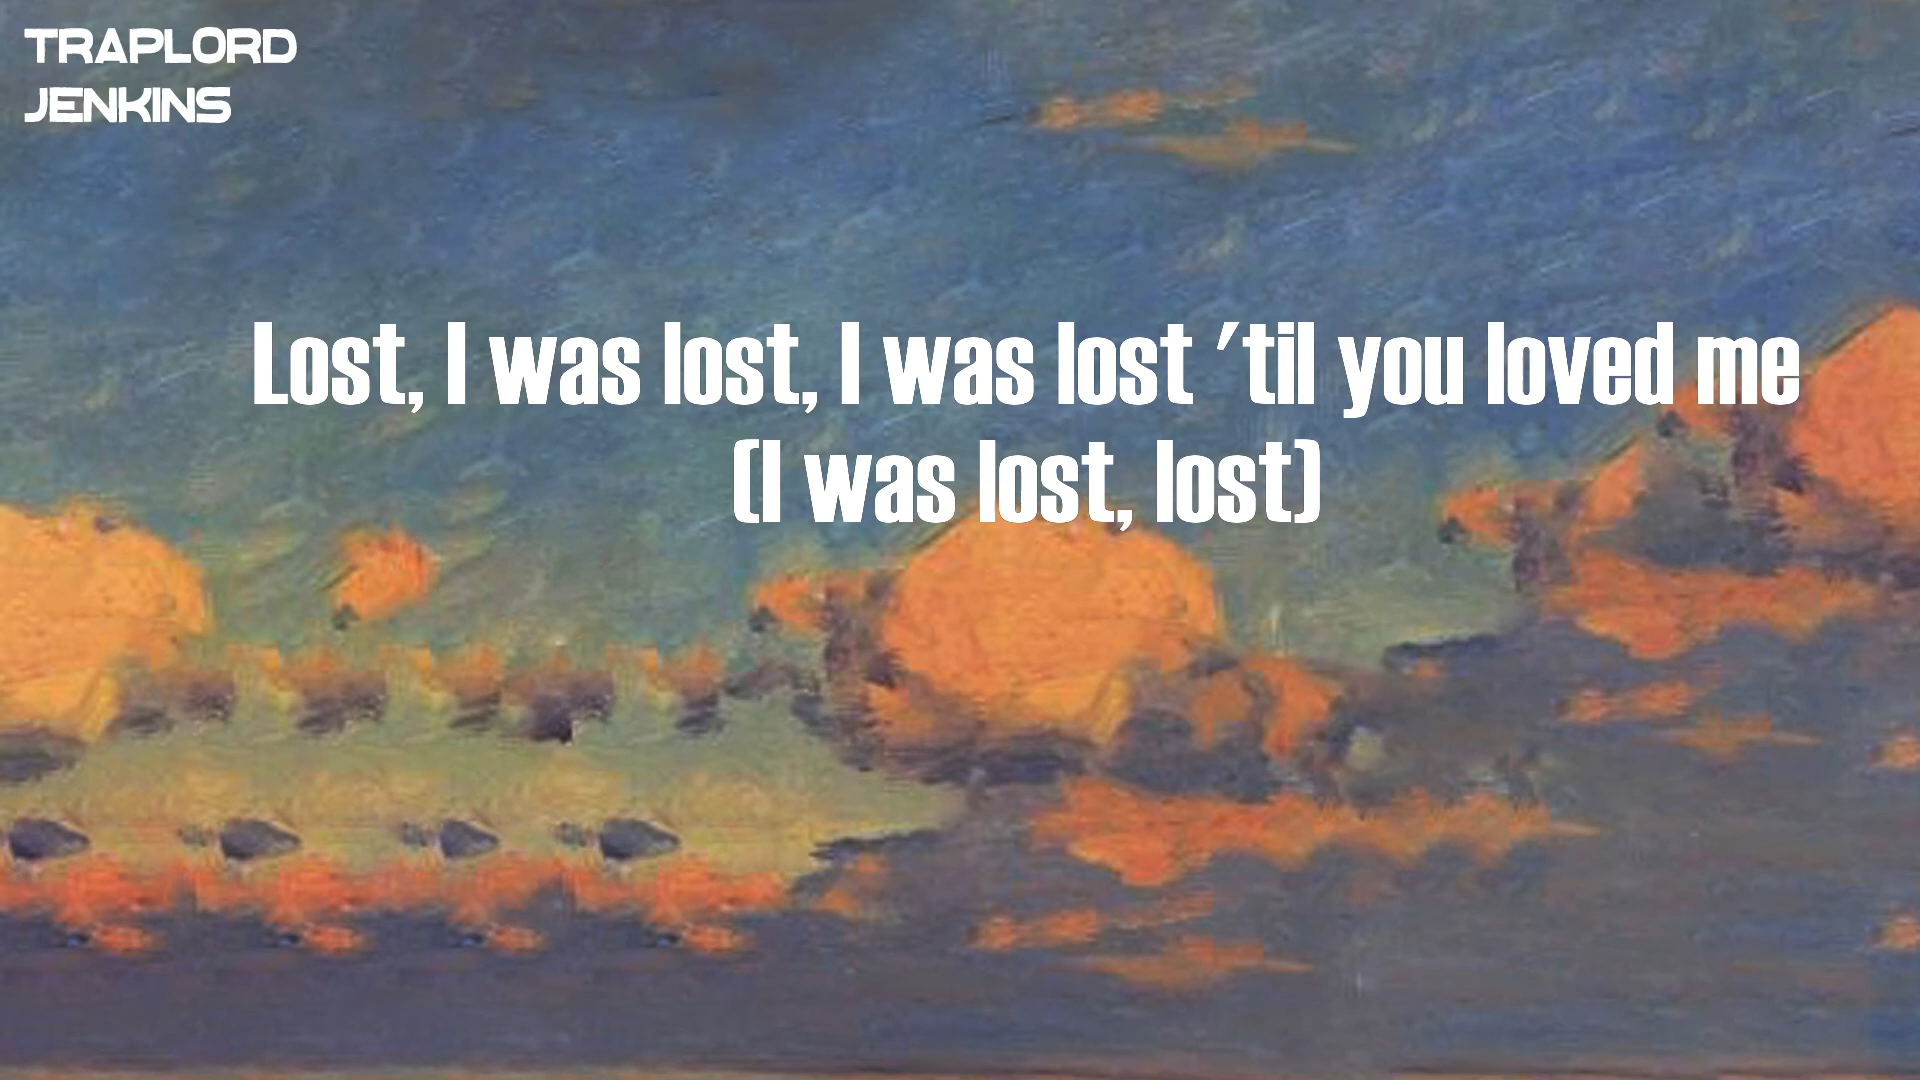 TRAPLORD
JENKINS
Lost, I was lost, I was lost 'til you loved me
(I was lost, lost)